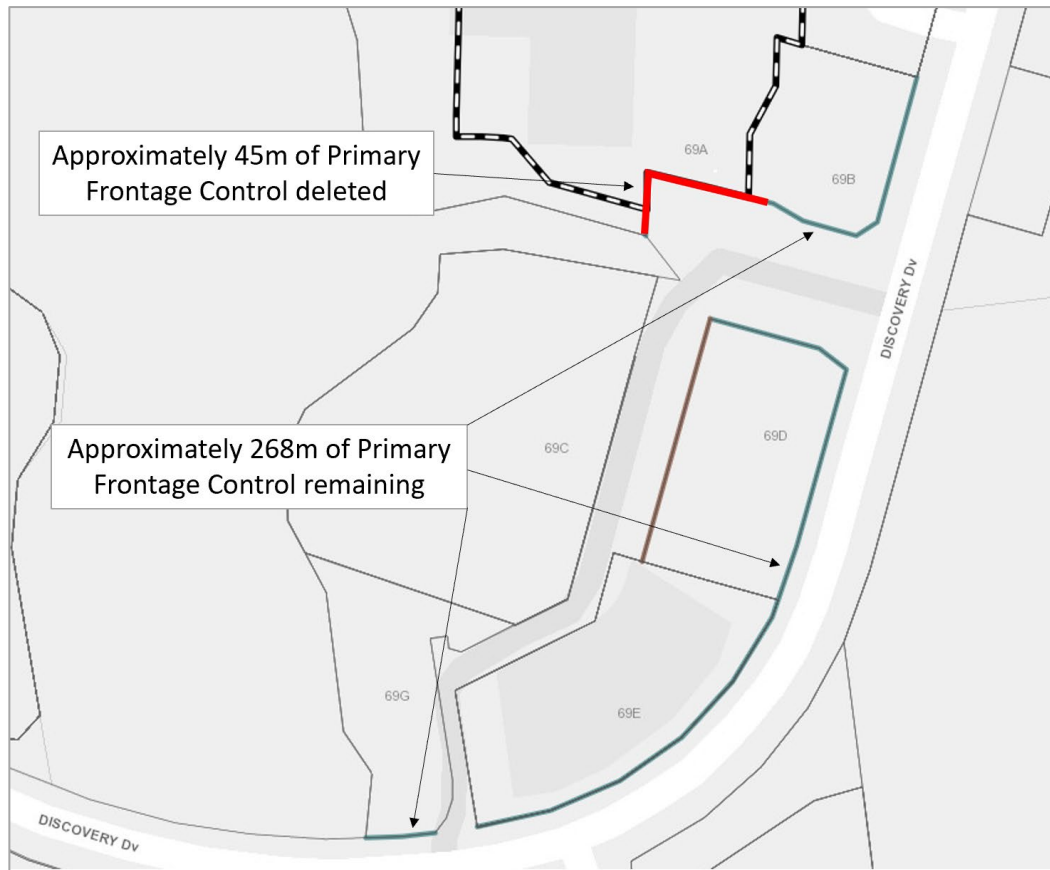 69A
Approximately 45m of Primary
Frontage Control deleted
69B
DISCOVERY Dv
Approximately 268m of Primary
Frontage Control remaining
69C
69D
69G
69E
DISCOVERY Dv